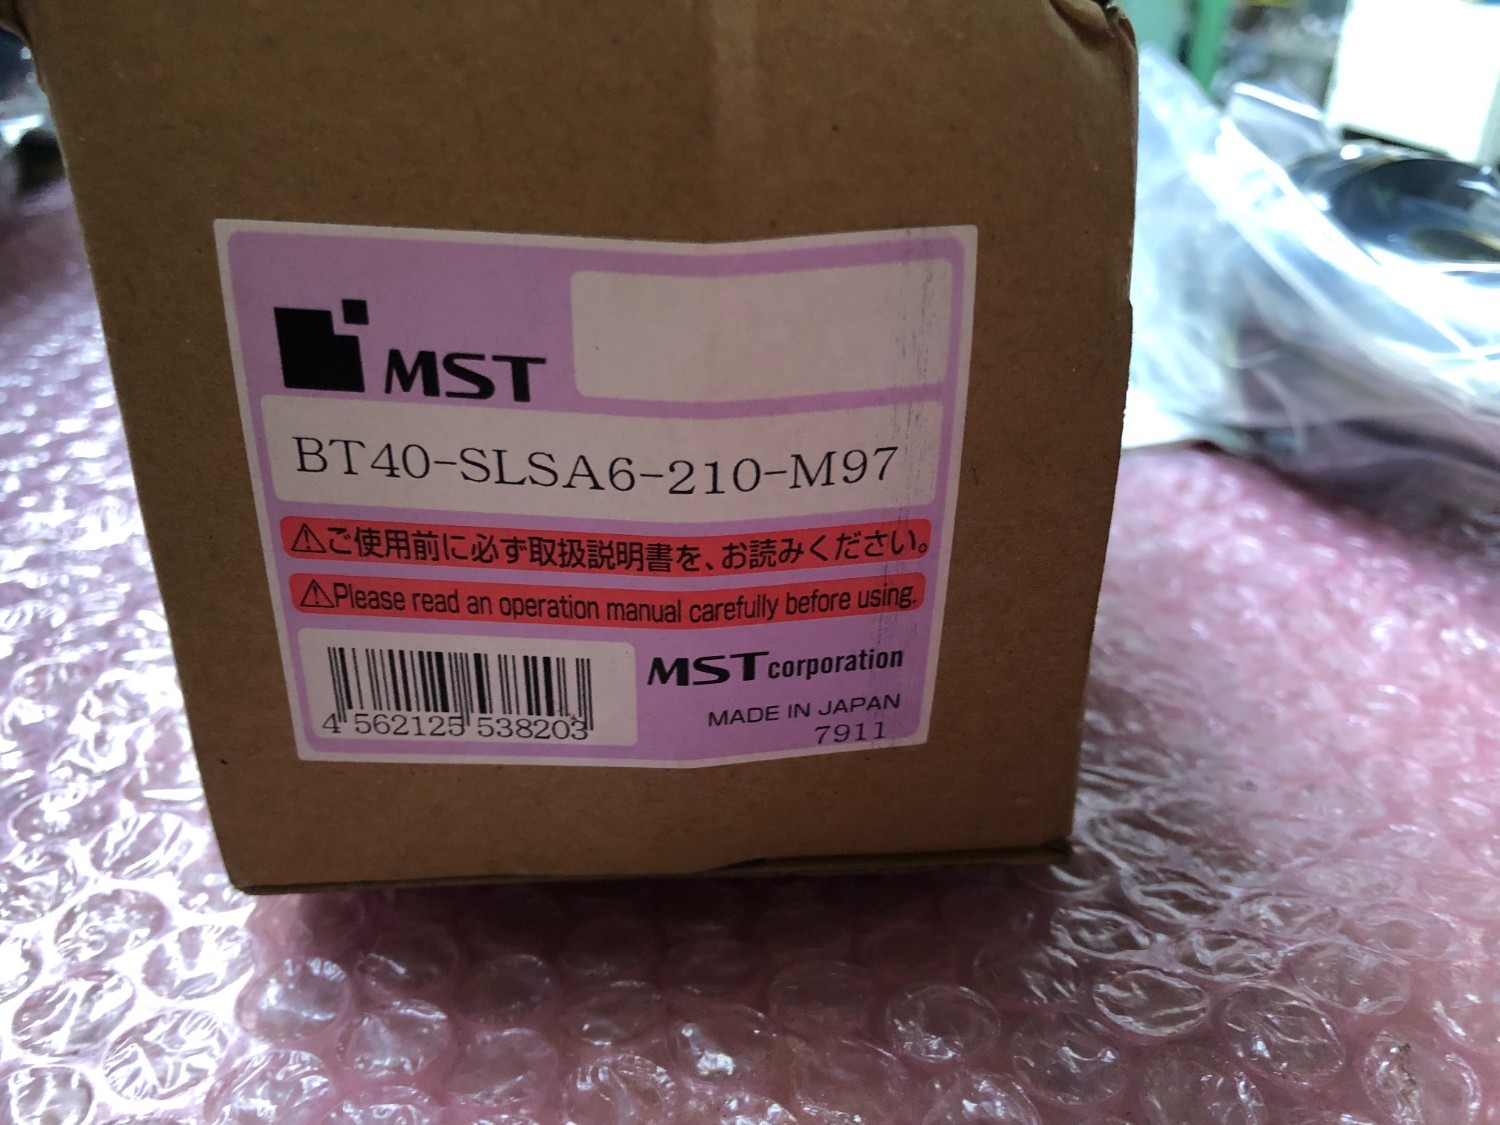 MST
BT40-SLSA6-210-M97
⚠ご使用前に必ず取扱説明書を、お読みください。
⚠Please read an operation manual carefully before using.
4 562125 538203
MST corporation
MADE IN JAPAN
7911